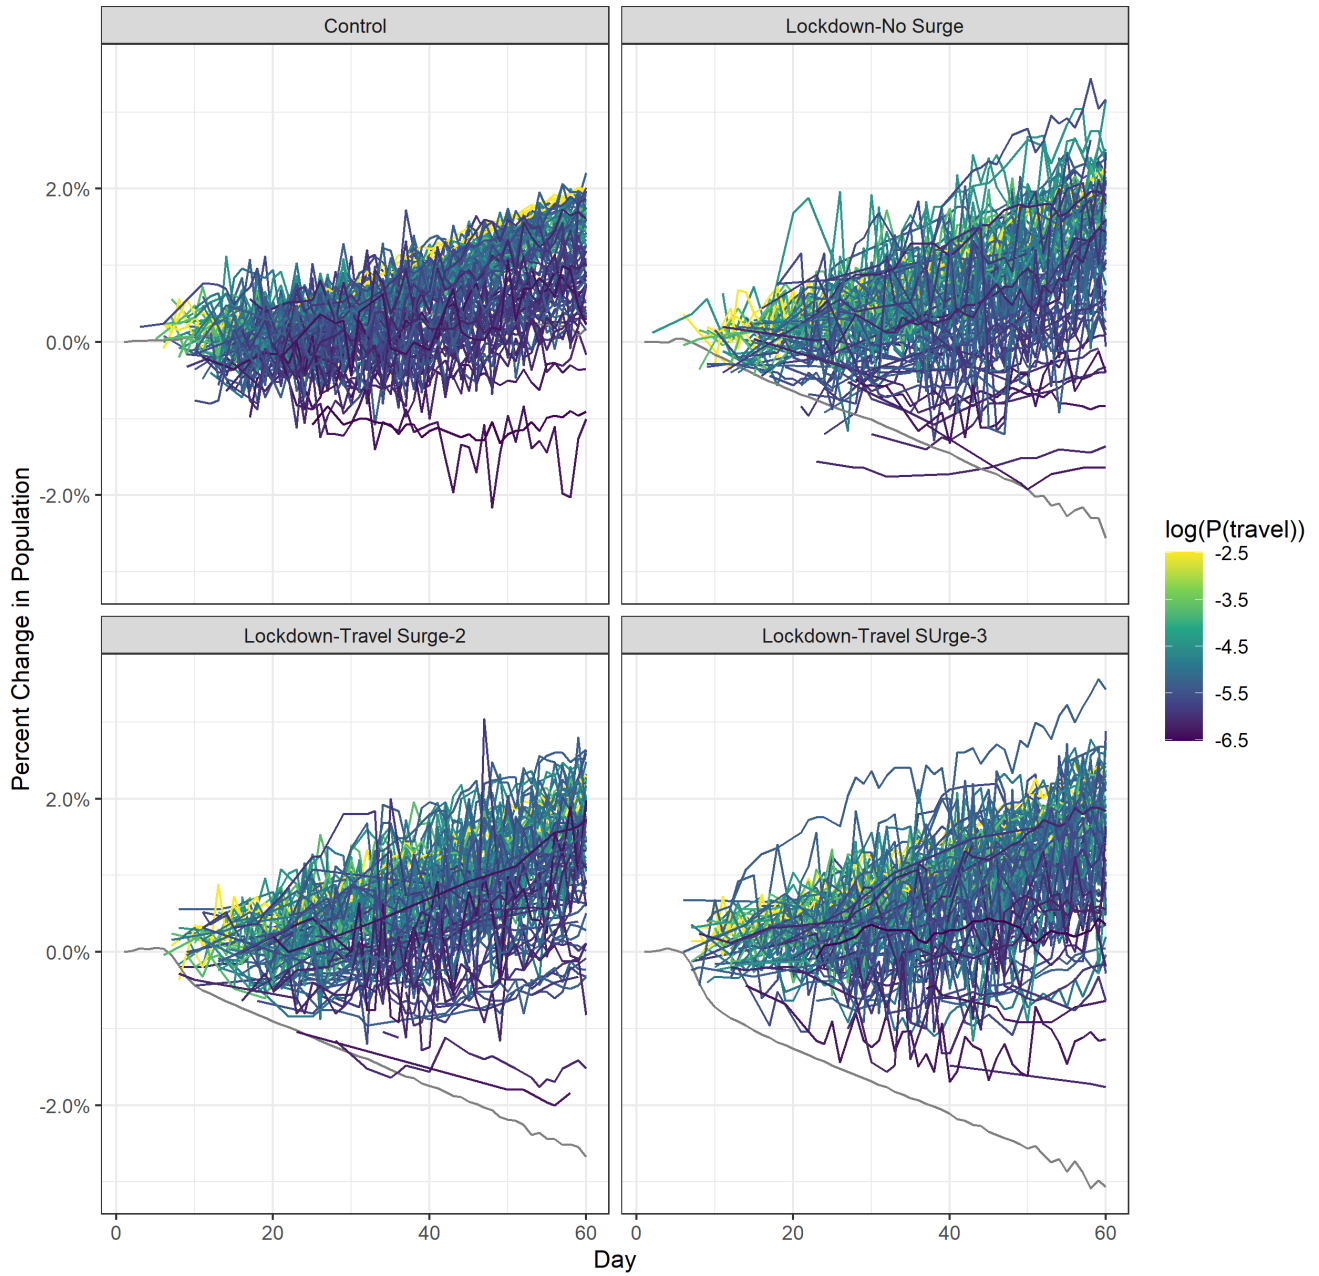 Control
Lockdown-No Surge
2.0%
0.0%
-2.0%
Lockdown-Travel Surge-2
Lockdown-Travel SUrge-3
2.0%
0.0%
-2.0%
0
20
40
60
0
20
40
60
Day
Percent Change in Population
log(P(travel))
-2.5
-3.5
-4.5
-5.5
-6.5